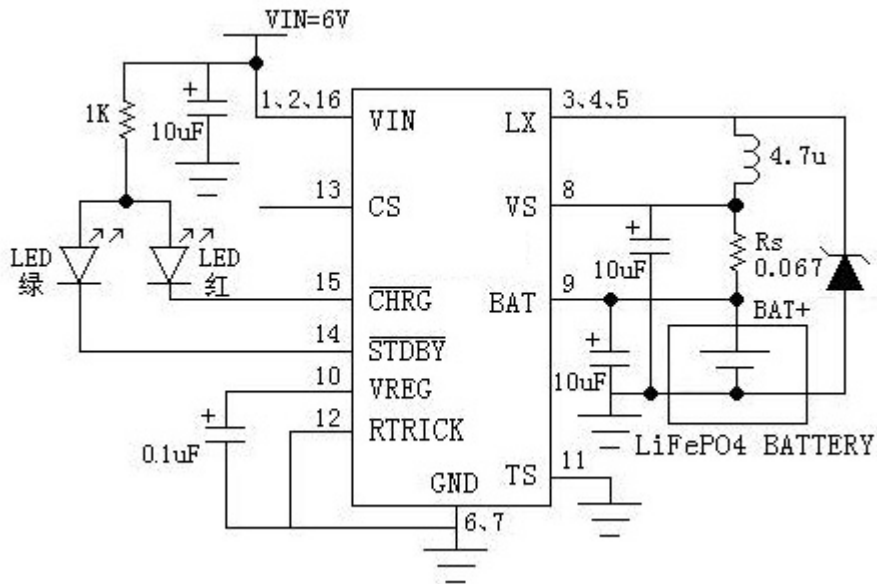 VIN=6V
1K
10uF
1、2、16
VIN
LX
3、4、5
4.7u
13
CS
VS
8
LED
绿
LED
红
10uF
Rs
0.067
15
CHRG
BAT
9
BAT+
14
STDBY
10uF
10
VREG
12
RTRICK
0.1uF
LiFePO4 BATTERY
TS
11
GND
6、7